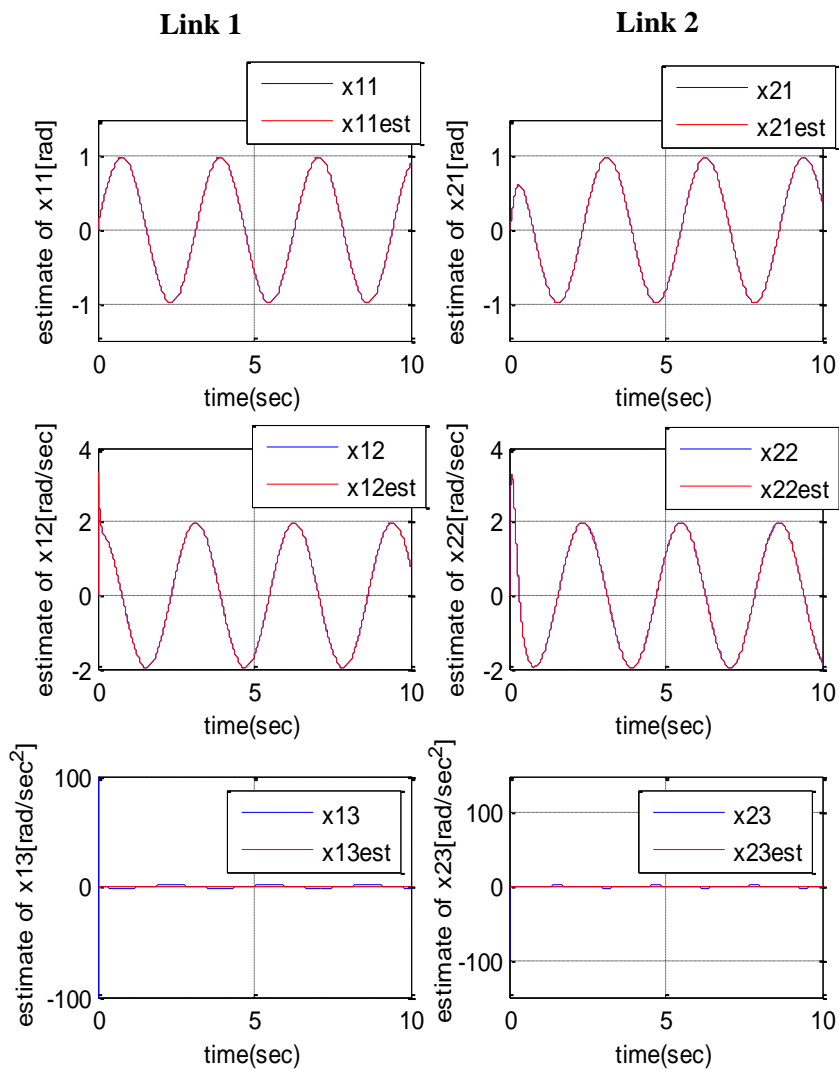 Link 1
Link 2
x11
x11est
estimate of x11[rad]
1
0
-1
0
5
10
time(sec)
x21
x21est
estimate of x21[rad]
1
0
-1
0
5
10
time(sec)
x12
x12est
estimate of x12[rad/sec]
4
2
0
-2
0
5
10
time(sec)
x22
x22est
estimate of x22[rad/sec]
4
2
0
-2
0
5
10
time(sec)
x13
x13est
estimate of x13[rad/sec²]
100
0
-100
0
5
10
time(sec)
x23
x23est
estimate of x23[rad/sec²]
100
0
-100
0
5
10
time(sec)